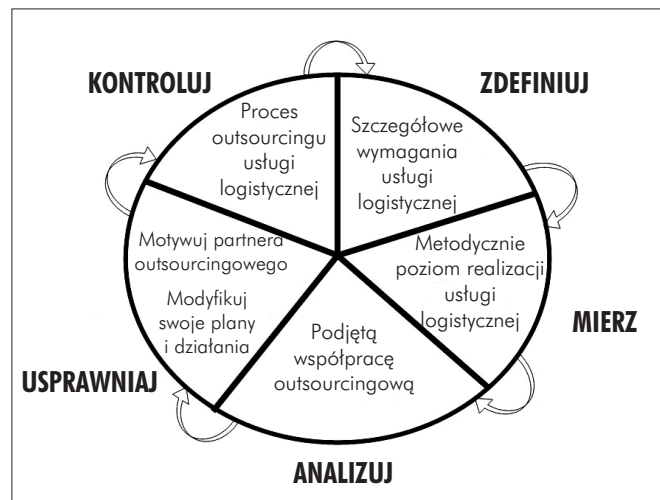 KONTROLUJ
Proces
outsourcingu
usługi
logistycznej
ZDEFINIUJ
Szczegółowe
wymagania
usługi
logistycznej
MIERZ
Metodycznie
poziom realizacji
usługi
logistycznej
ANALIZUJ
Podjętą
współpracę
outsourcingową
USPRAWNIAJ
Motywuj partnera
outsourcingowego
Modyfikuj
swoje plany
i działania